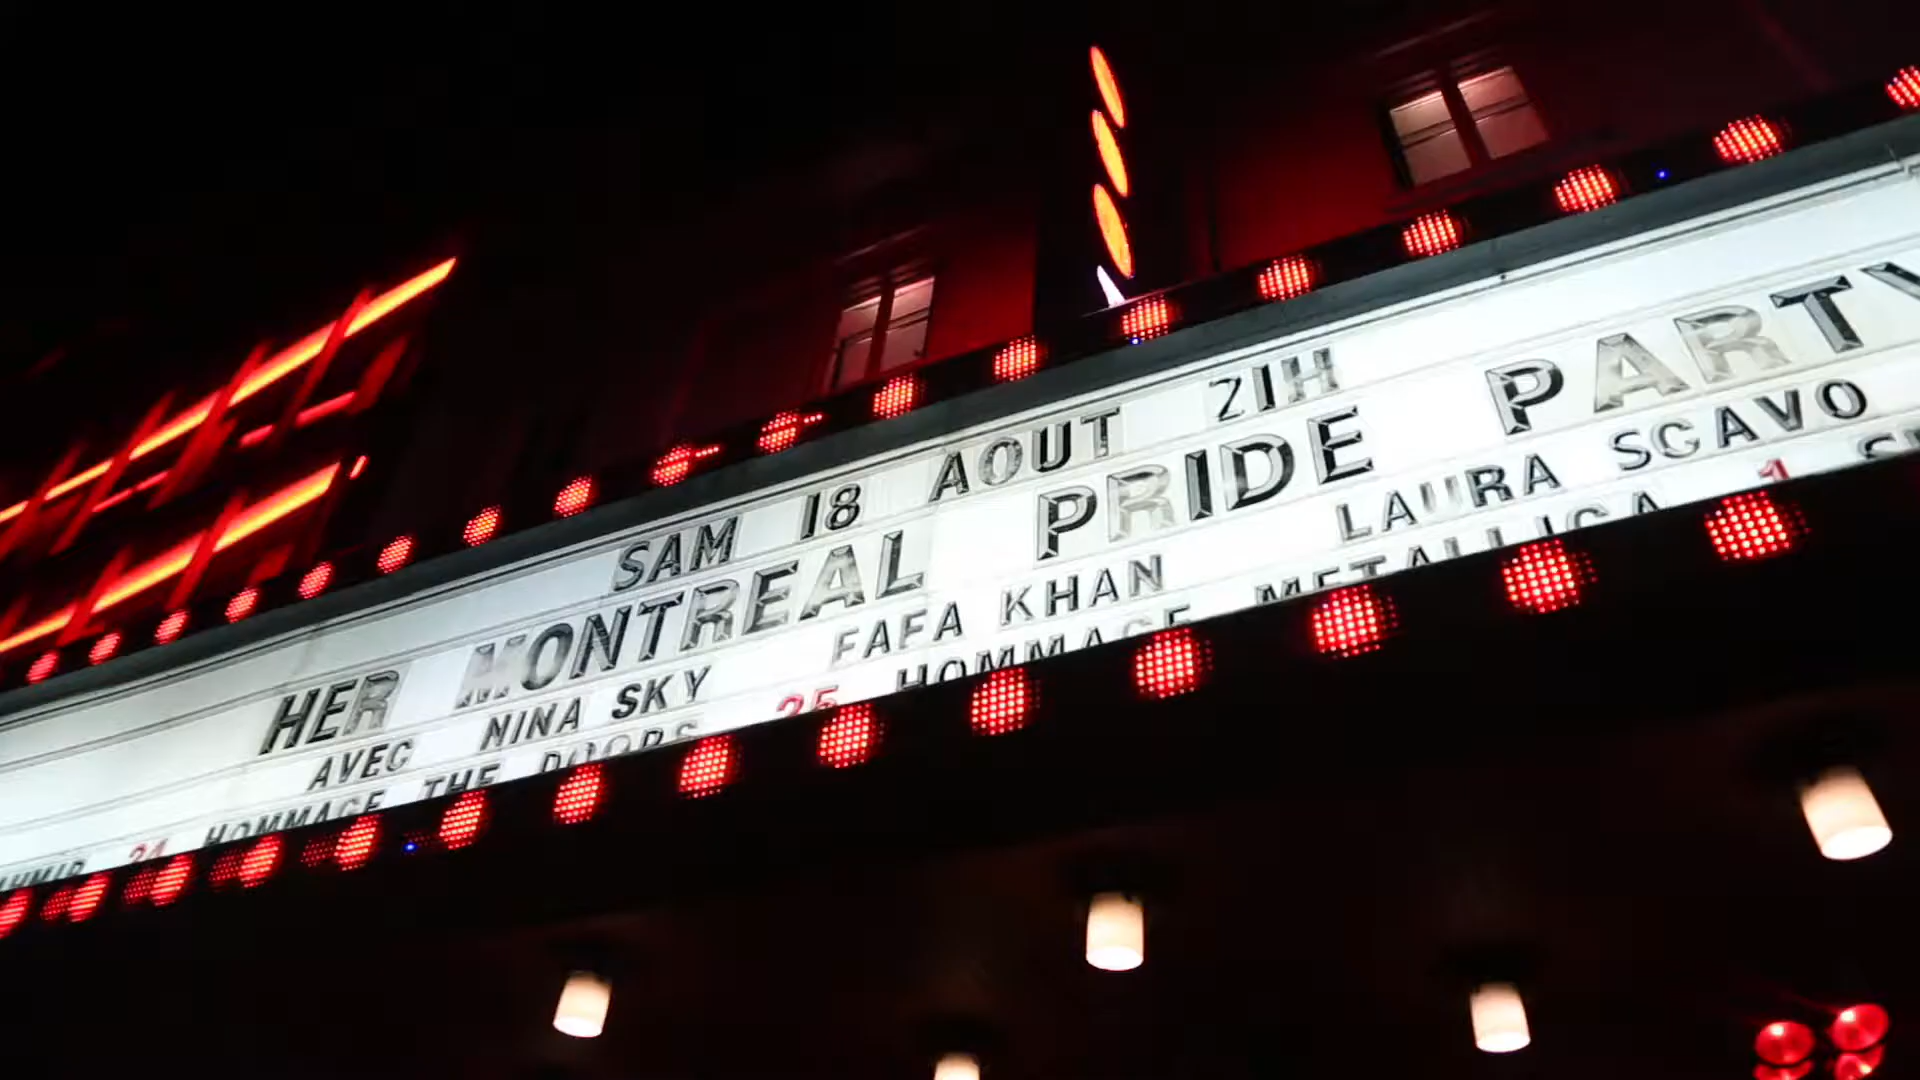 SAM 18 AOUT 21H
HER MONTREAL PRIDE PARTY
AVEC NINA SKY FAFA KHAN LAURA SCAVO
24 HOMMAGE THE DOORS 25 HOMMAGE METALLICA 1